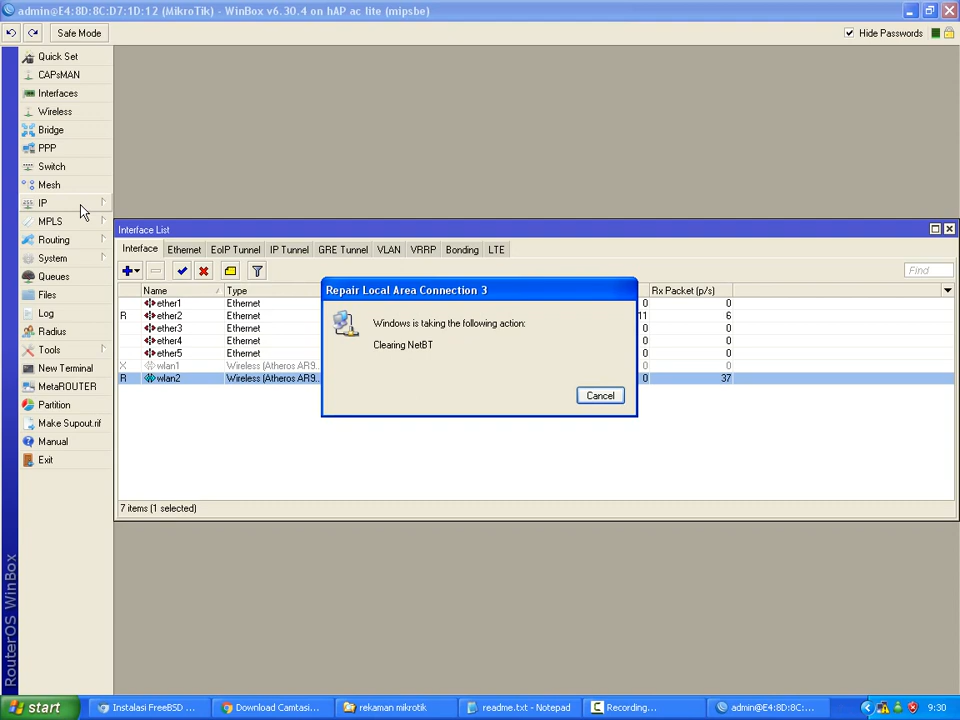 admin@E4:8D:8C:D7:1D:12 (MikroTik) - WinBox v6.30.4 on hAP ac lite (mipsbe)
Safe Mode
Hide Passwords
Quick Set
CAPsMAN
Interfaces
Wireless
Bridge
PPP
Switch
Mesh
IP
MPLS
Routing
System
Queues
Files
Log
Radius
Tools
New Terminal
MetaROUTER
Partition
Make Supout.rif
Manual
Exit
RouterOS WinBox
Interface List
Interface Ethernet EoIP Tunnel IP Tunnel GRE Tunnel VLAN VRRP Bonding LTE
Find
Name Type Rx Packet (p/s)
ether1 Ethernet 0 0
R ether2 Ethernet 11 6
ether3 Ethernet 0 0
ether4 Ethernet 0 0
ether5 Ethernet 0 0
X wlan1 Wireless (Atheros AR9... 0 0
R wlan2 Wireless (Atheros AR9... 0 37
7 items (1 selected)
Repair Local Area Connection 3
Windows is taking the following action:
Clearing NetBT
Cancel
start
Instalasi FreeBSD ...
Download Camtasi...
rekaman mikrotik
readme.txt - Notepad
Recording...
admin@E4:8D:8C:...
9:30